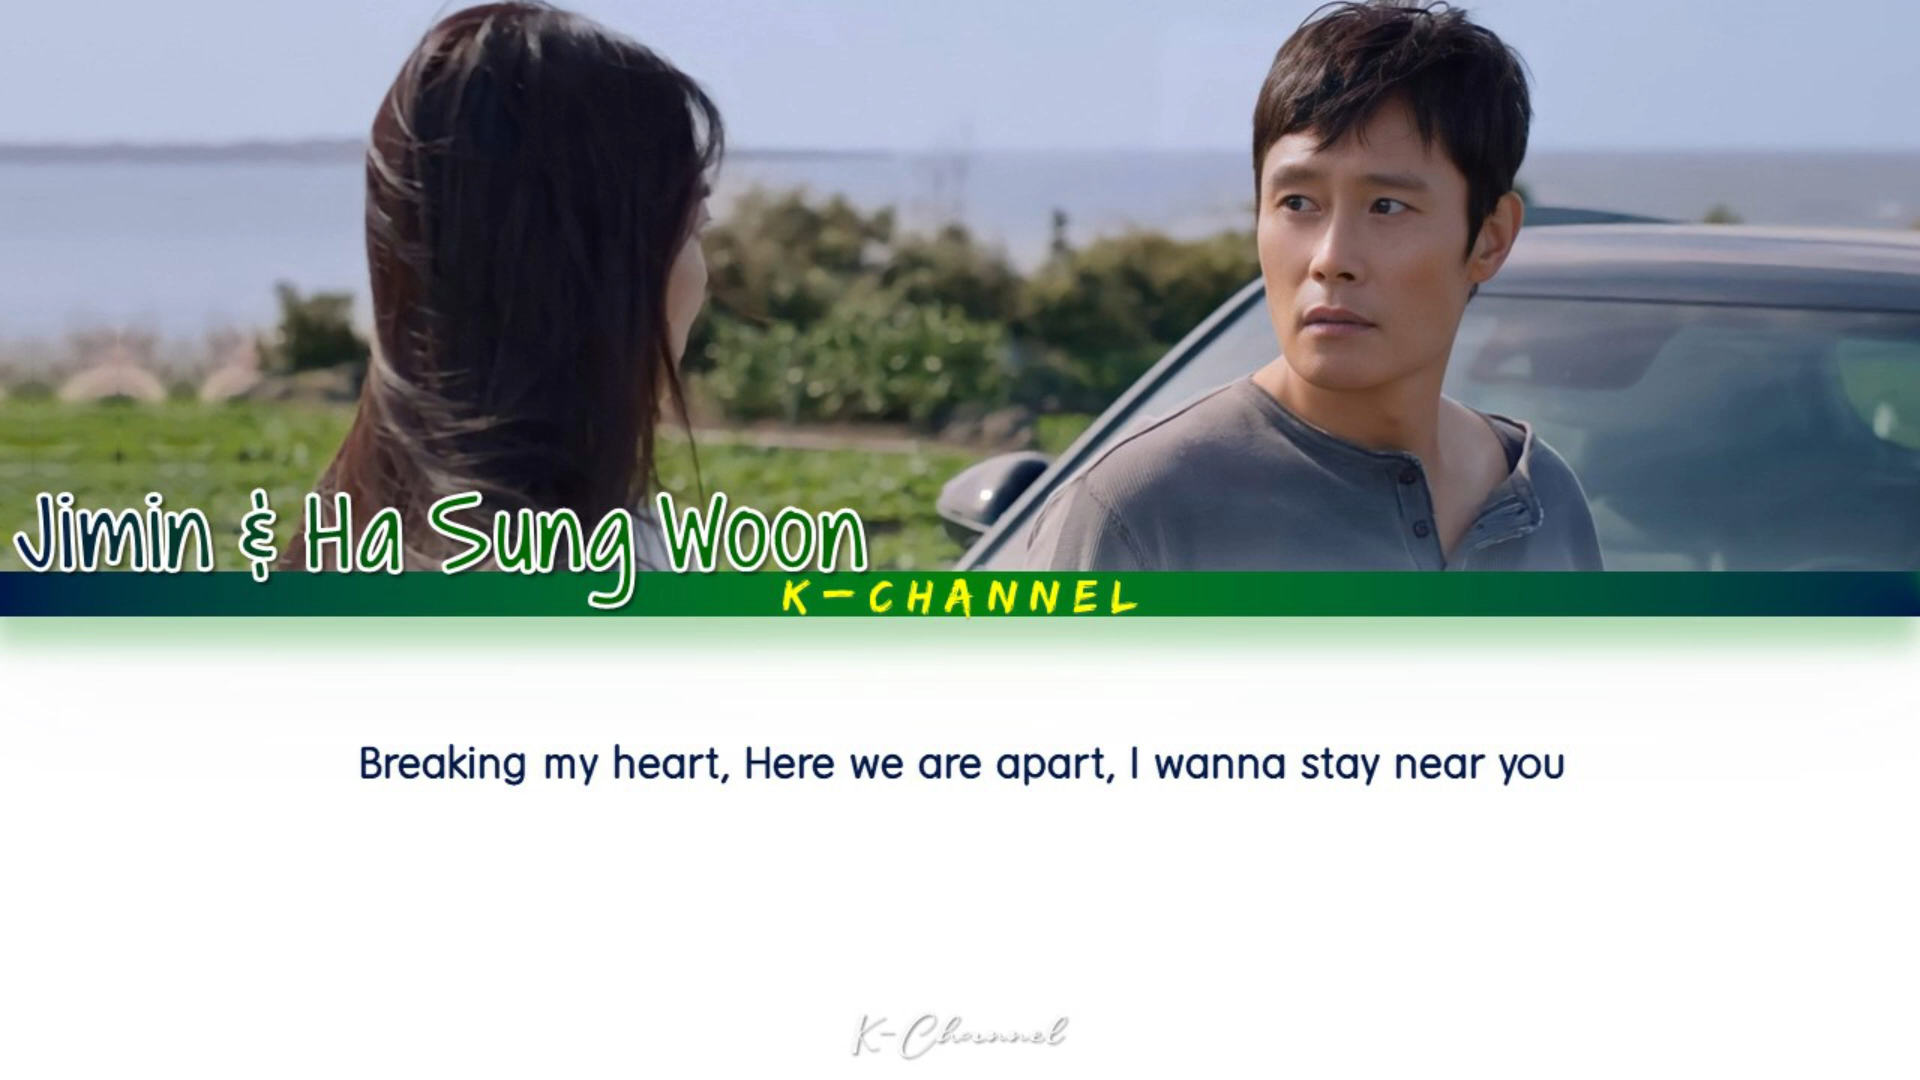 Jimin & Ha Sung Woon
K-CHANNEL
Breaking my heart, Here we are apart, I wanna stay near you
K-Channel